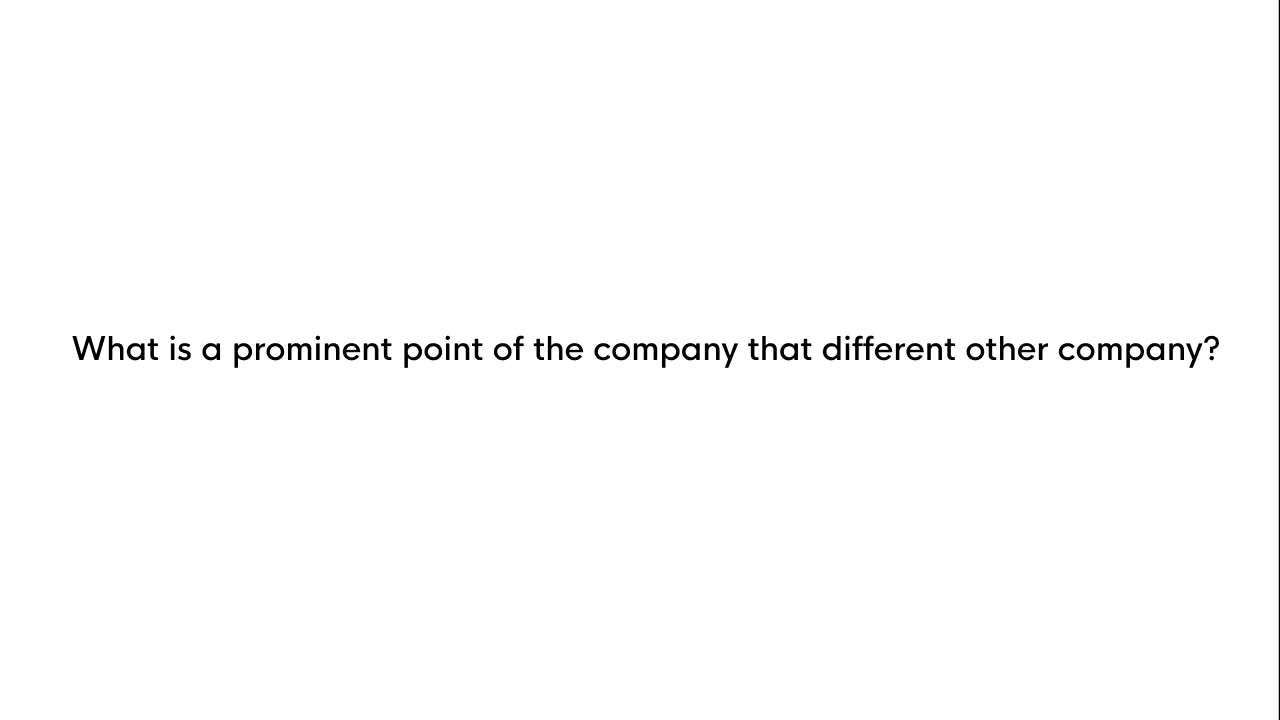 What is a prominent point of the company that different other company?